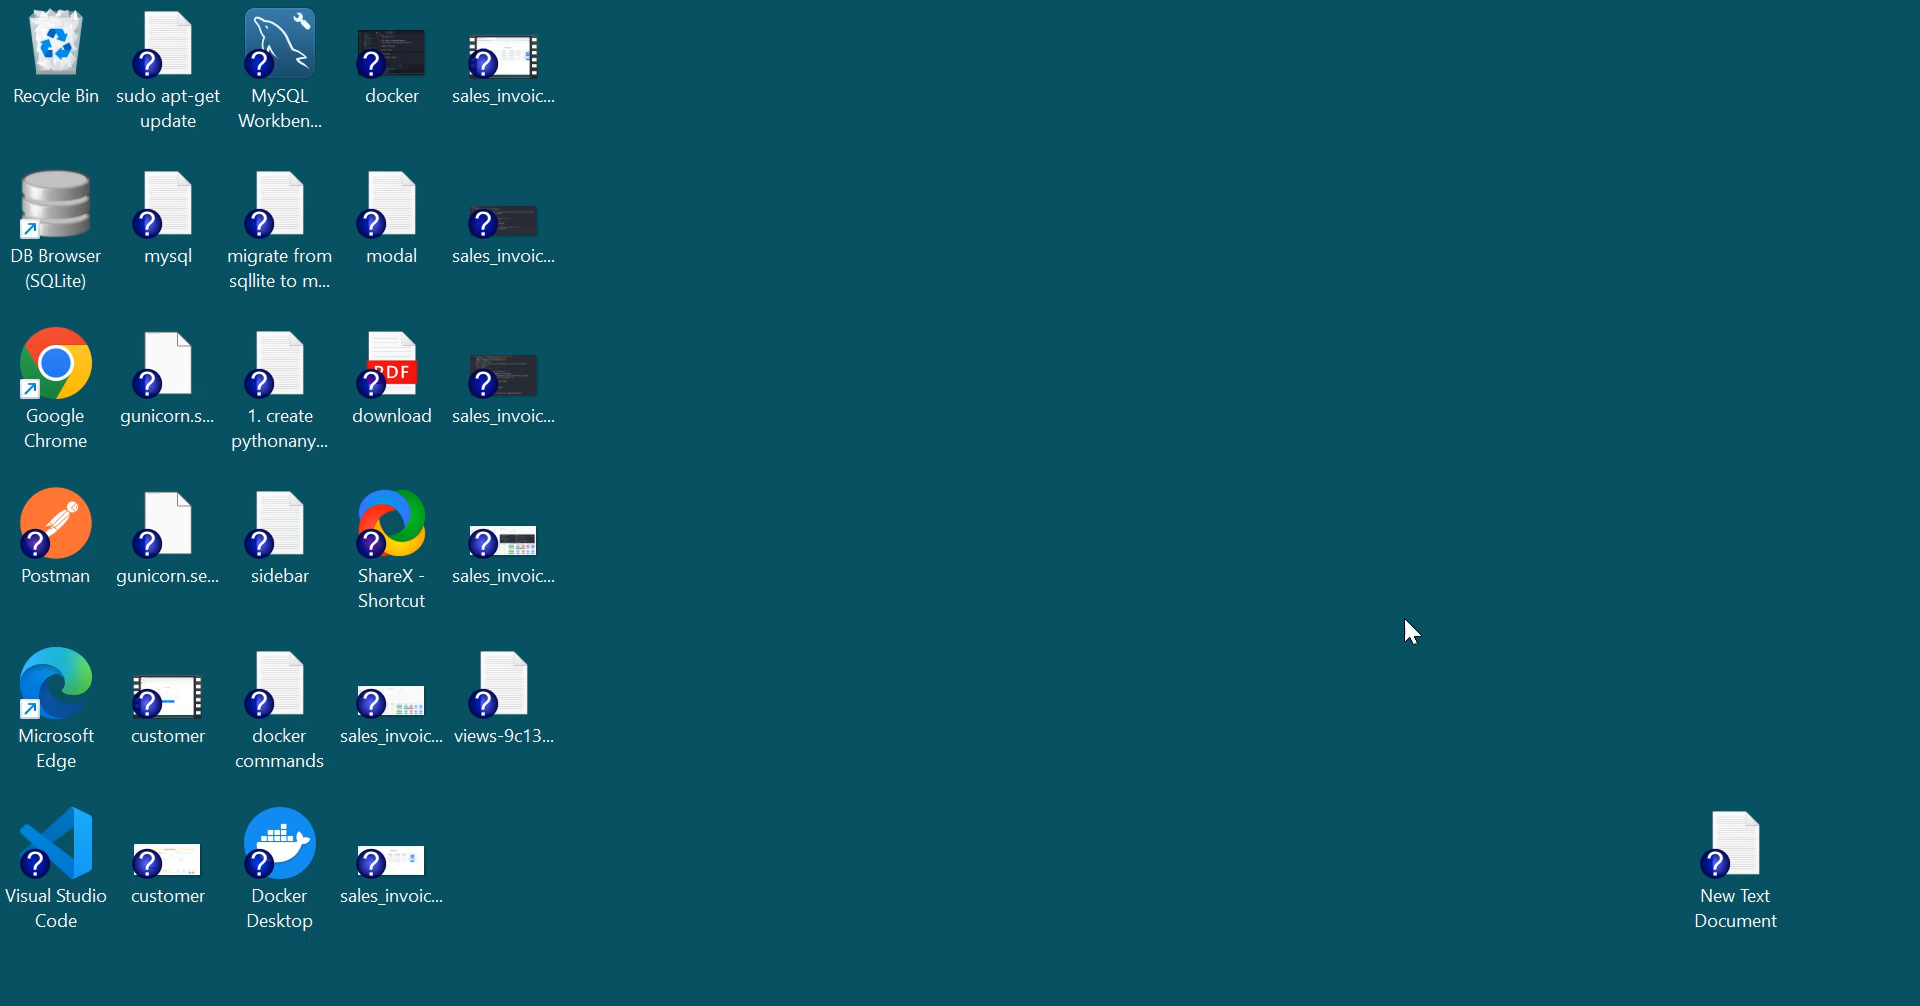 Recycle Bin
sudo apt-get
update
MySQL
Workben...
docker
sales_invoic...
DB Browser
(SQLite)
mysql
migrate from
sqllite to m...
modal
sales_invoic...
Google
Chrome
gunicorn.s...
1. create
pythonany...
PDF
download
sales_invoic...
Postman
gunicorn.se...
sidebar
ShareX -
Shortcut
sales_invoic...
Microsoft
Edge
customer
docker
commands
sales_invoic...
views-9c13...
Visual Studio
Code
customer
Docker
Desktop
sales_invoic...
New Text
Document